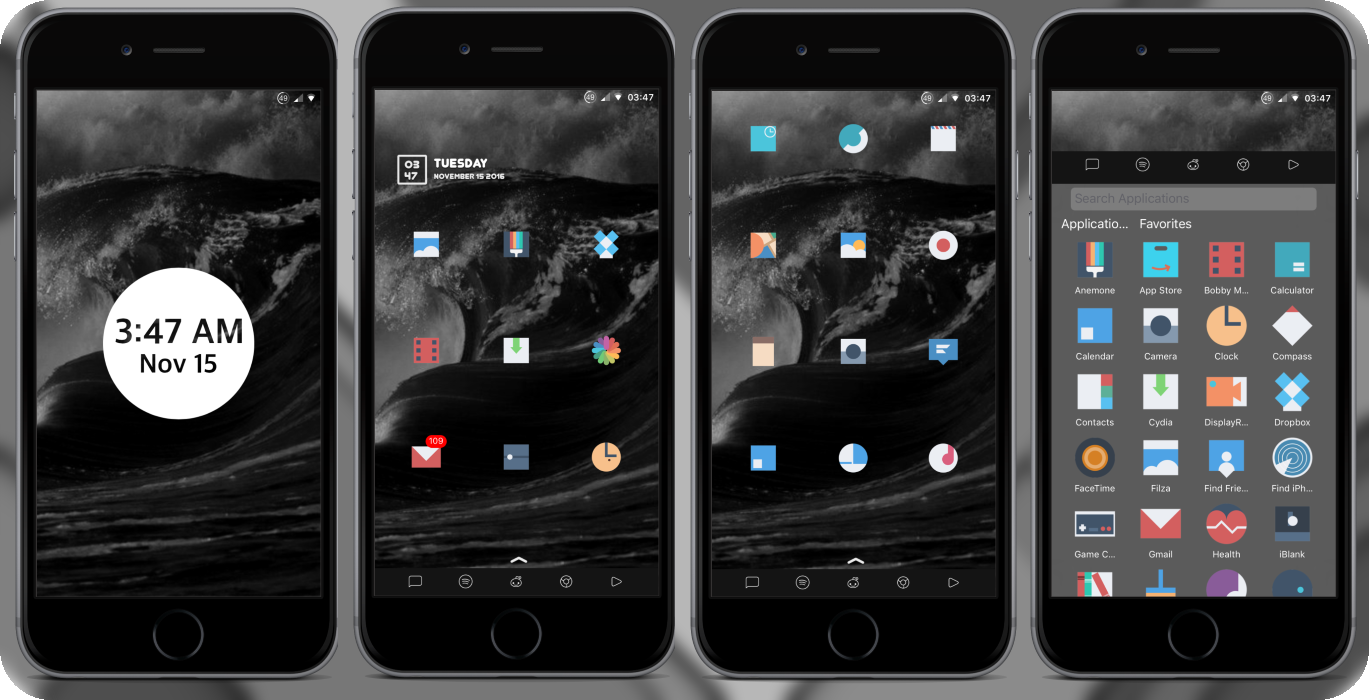 49
3:47 AM
Nov 15
49 03:47
03
47
TUESDAY
NOVEMBER 15 2016
109
49 03:47
49 03:47
Search Applications
Applicatio... Favorites
Anemone App Store Bobby M... Calculator
Calendar Camera Clock Compass
Contacts Cydia DisplayR... Dropbox
FaceTime Filza Find Frie... Find iPh...
Game C... Gmail Health iBlank